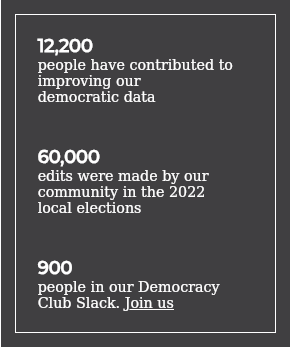 12,200
people have contributed to
improving our
democratic data
60,000
edits were made by our
community in the 2022
local elections
900
people in our Democracy
Club Slack. Join us